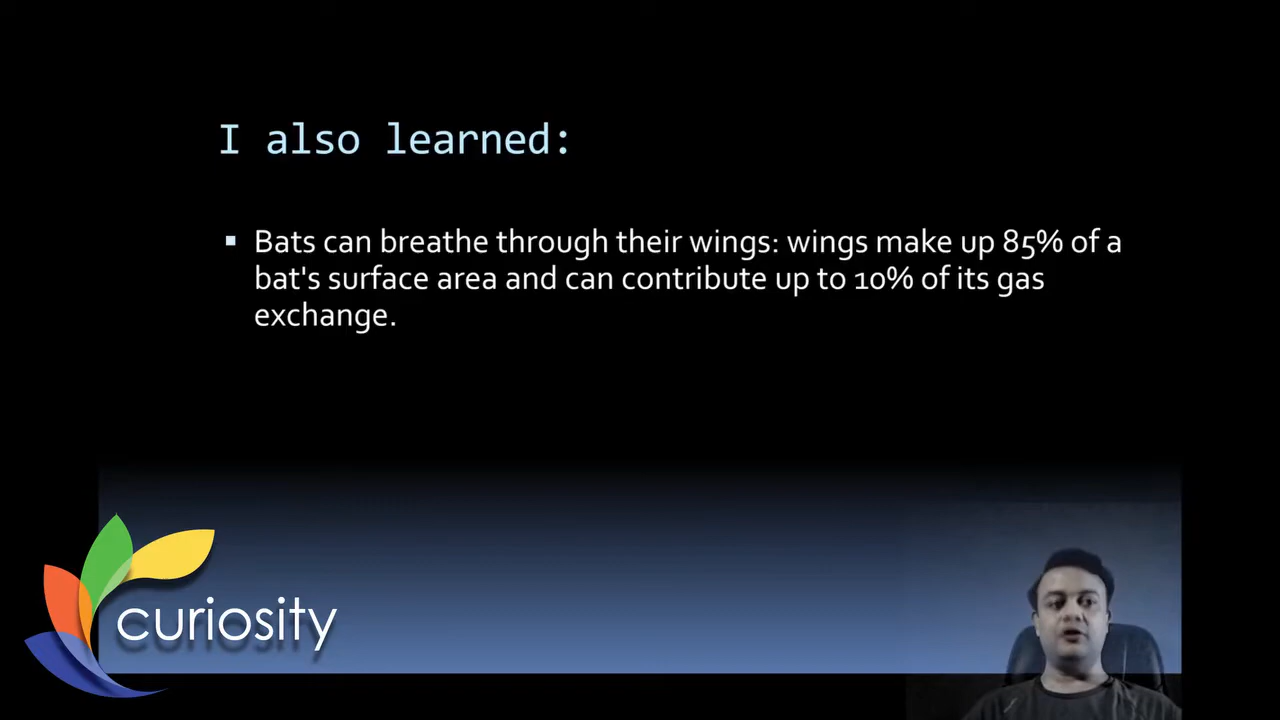 I also learned:
Bats can breathe through their wings: wings make up 85% of a
bat's surface area and can contribute up to 10% of its gas
exchange.
curiosity